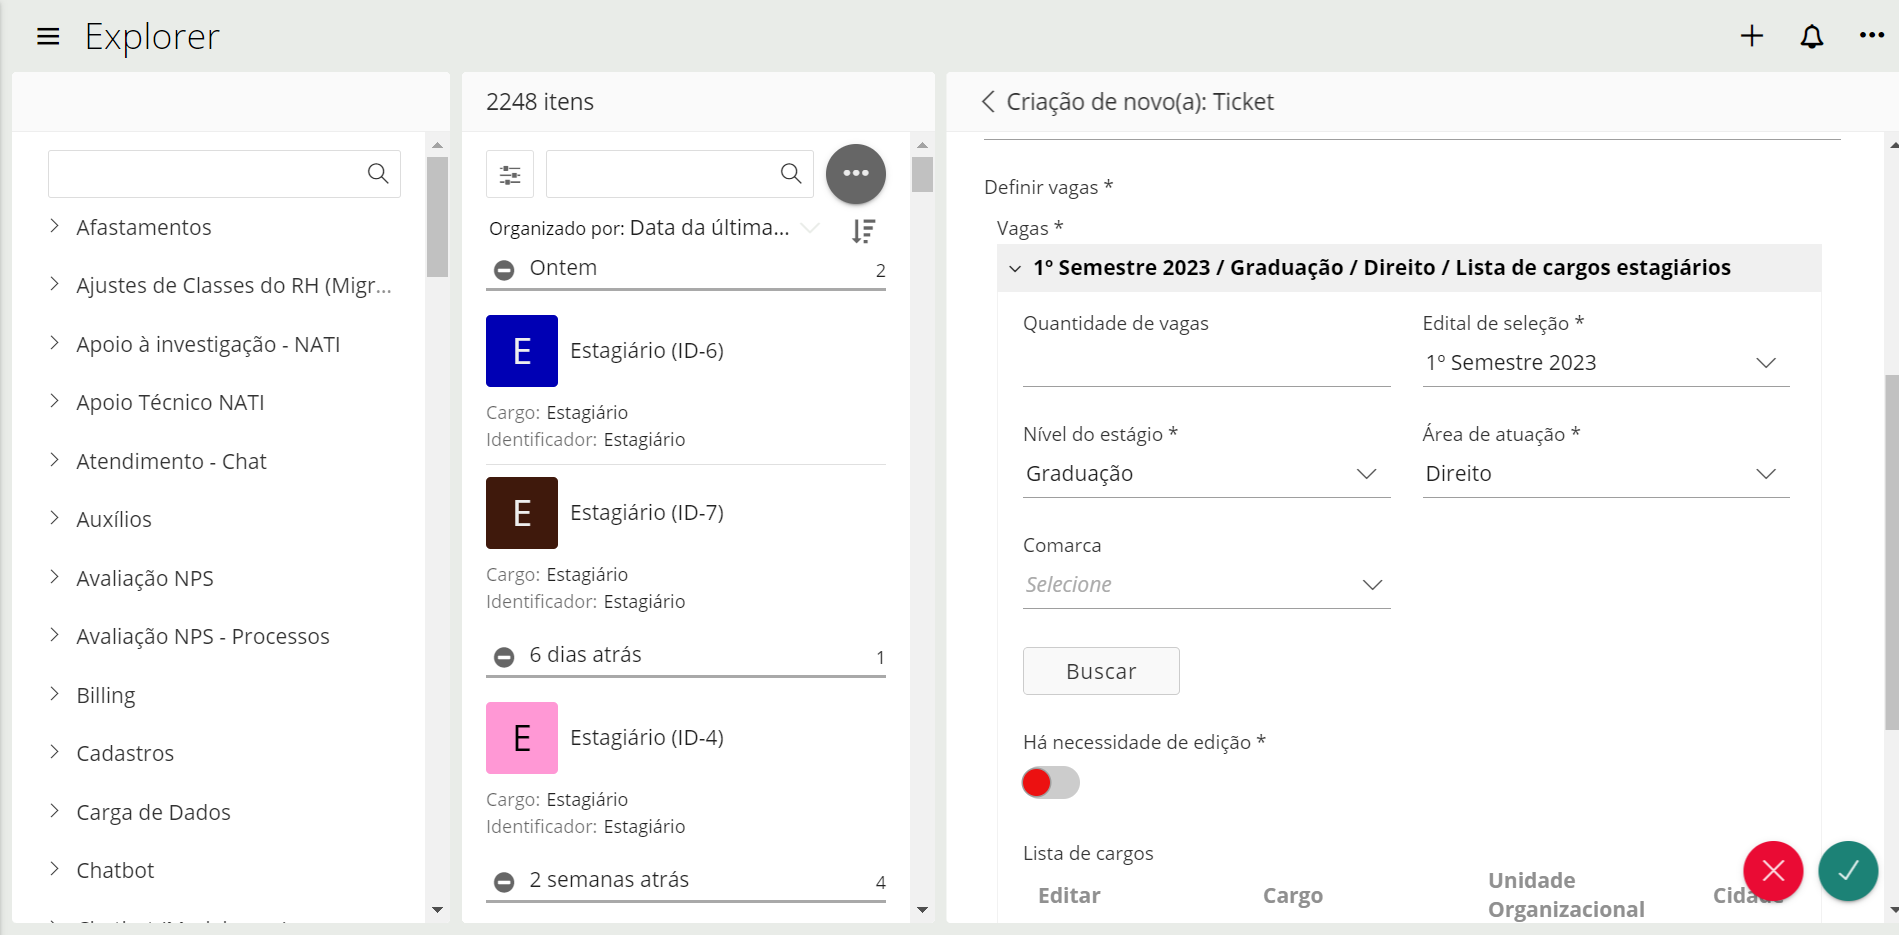 Explorer
2248 itens
Criação de novo(a): Ticket
Afastamentos
Ajustes de Classes do RH (Migr...
Apoio à investigação - NATI
Apoio Técnico NATI
Atendimento - Chat
Auxílios
Avaliação NPS
Avaliação NPS - Processos
Billing
Cadastros
Carga de Dados
Chatbot
Organizado por: Data da última...
Ontem 2
E Estagiário (ID-6)
Cargo: Estagiário
Identificador: Estagiário
E Estagiário (ID-7)
Cargo: Estagiário
Identificador: Estagiário
6 dias atrás 1
E Estagiário (ID-4)
Cargo: Estagiário
Identificador: Estagiário
2 semanas atrás 4
Definir vagas *
Vagas *
1º Semestre 2023 / Graduação / Direito / Lista de cargos estagiários
Quantidade de vagas
Edital de seleção *
1º Semestre 2023
Nível do estágio *
Graduação
Área de atuação *
Direito
Comarca
Selecione
Buscar
Há necessidade de edição *
Lista de cargos
Editar
Cargo
Unidade
Organizacional
Cidade